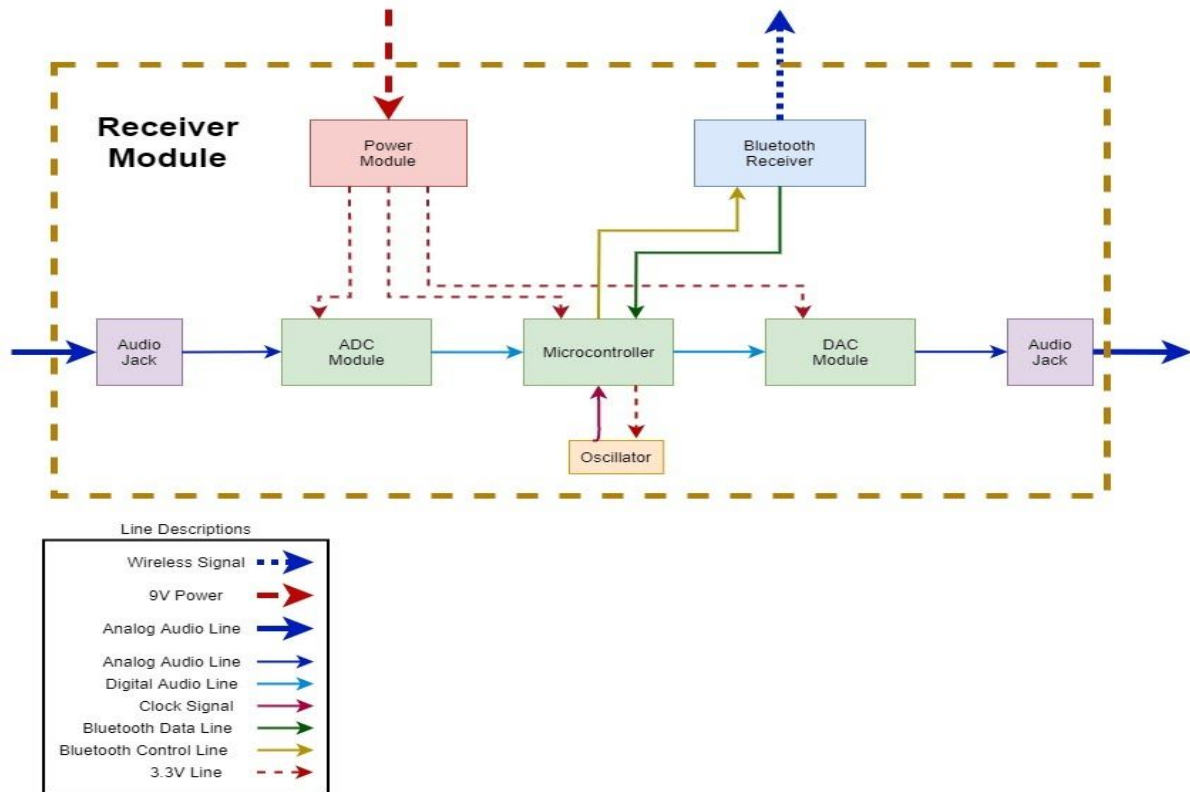 Receiver
Module
Power
Module
Bluetooth
Receiver
Audio
Jack
ADC
Module
Microcontroller
DAC
Module
Audio
Jack
Oscillator
Line Descriptions
Wireless Signal
9V Power
Analog Audio Line
Analog Audio Line
Digital Audio Line
Clock Signal
Bluetooth Data Line
Bluetooth Control Line
3.3V Line